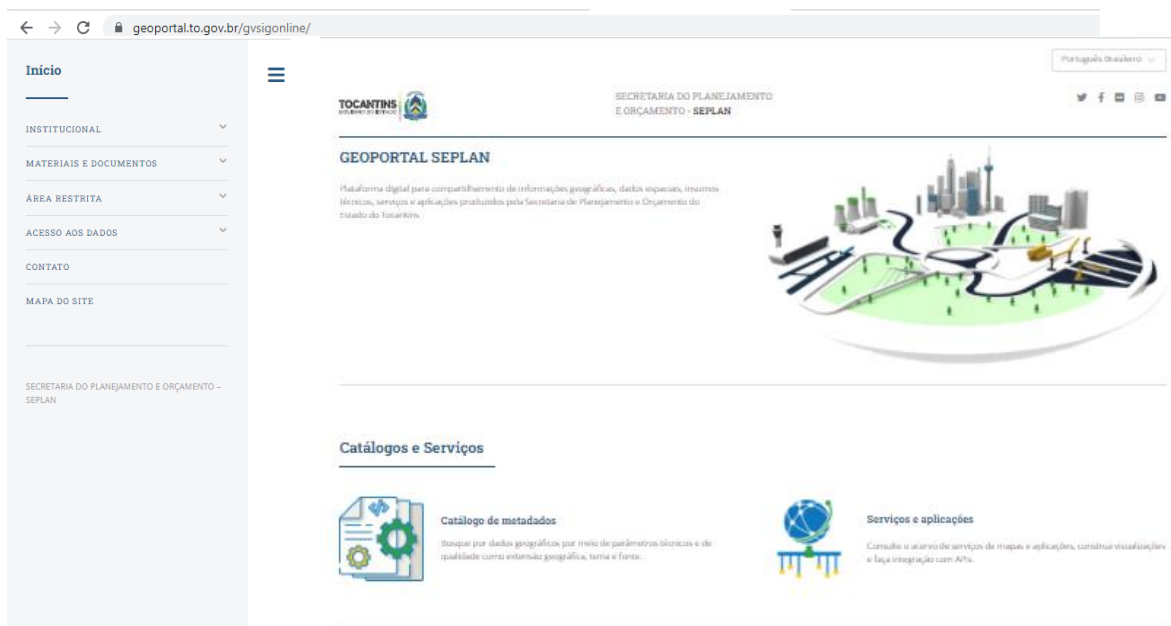 geoportal.to.gov.br/gvsigonline/
Início
INSTITUCIONAL
MATERIAIS E DOCUMENTOS
ÁREA RESTRITA
ACESSO AOS DADOS
CONTATO
MAPA DO SITE
SECRETARIA DO PLANEJAMENTO E ORÇAMENTO –
SEPLAN
Português Brasileiro
TOCANTINS
GOVERNO DO ESTADO
SECRETARIA DO PLANEJAMENTO
E ORÇAMENTO - SEPLAN
GEOPORTAL SEPLAN
Plataforma digital para compartilhamento de informações geográficas, dados espaciais, insumos
técnicos, serviços e aplicações produzidos pela Secretaria de Planejamento e Orçamento do
Estado do Tocantins.
Catálogos e Serviços
Catálogo de metadados
Busque por dados geográficos por meio de parâmetros técnicos e de
qualidade como extensão geográfica, tema e fonte.
Serviços e aplicações
Consulte o acervo de serviços de mapas e aplicações, construa visualizações
e faça integração com APIs.